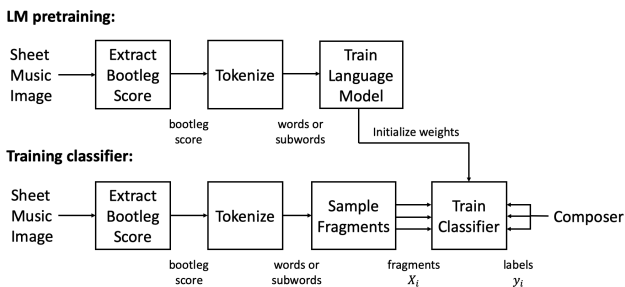 LM pretraining:
Sheet
Music
Image
Extract
Bootleg
Score
Tokenize
Train
Language
Model
bootleg
score
words or
subwords
Initialize weights
Training classifier:
Sheet
Music
Image
Extract
Bootleg
Score
Tokenize
Sample
Fragments
Train
Classifier
Composer
bootleg
score
words or
subwords
fragments
Xᵢ
labels
yᵢ